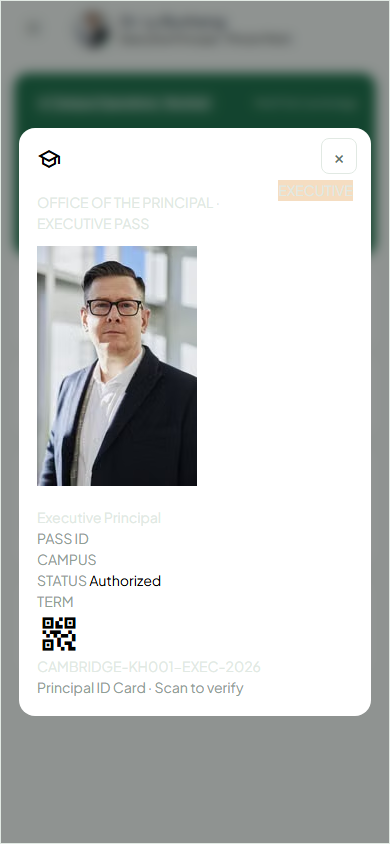 ×
EXECUTIVE
OFFICE OF THE PRINCIPAL ·
EXECUTIVE PASS
Executive Principal
PASS ID
CAMPUS
STATUS Authorized
TERM
CAMBRIDGE-KH001-EXEC-2026
Principal ID Card · Scan to verify